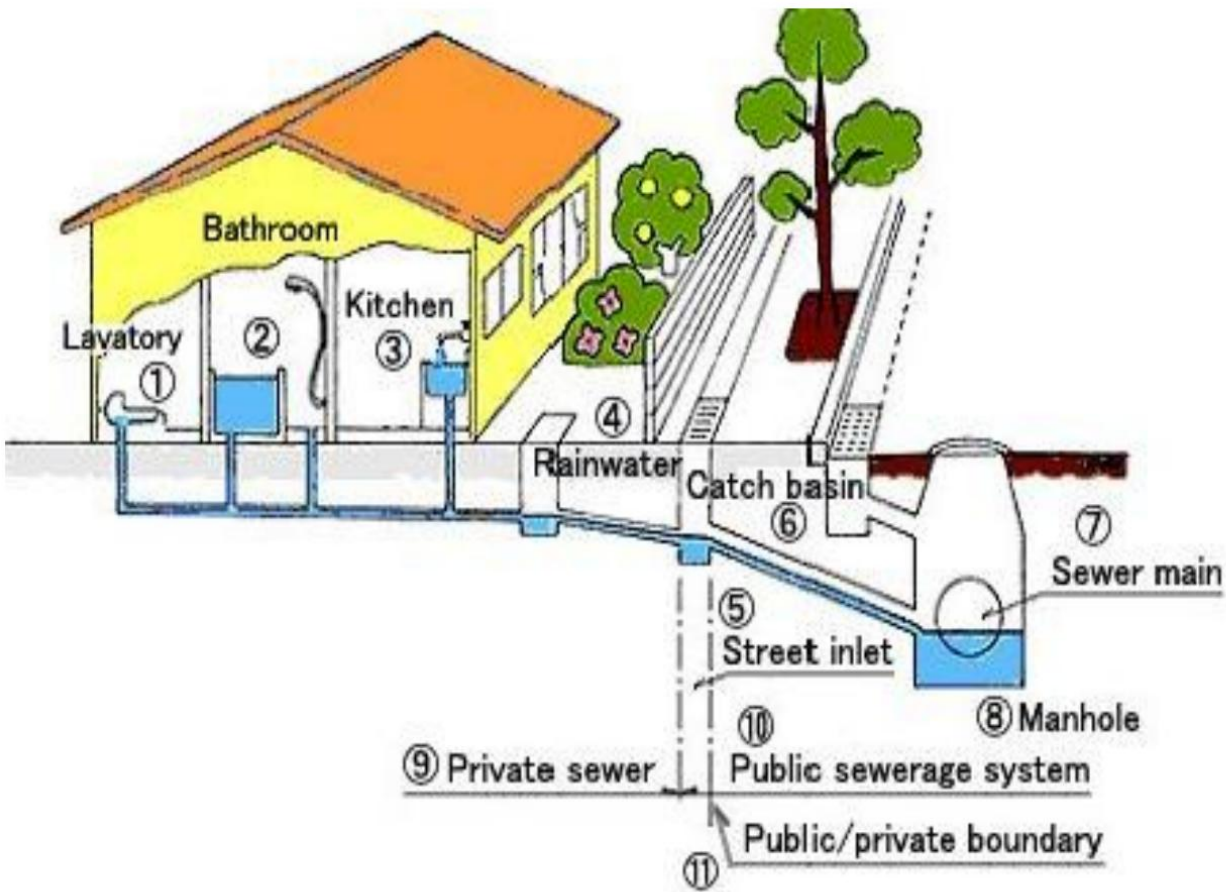 Bathroom
Lavatory
①
②
Kitchen
③
④
Rainwater
Catch basin
⑥
⑦
Sewer main
⑤
Street inlet
⑧ Manhole
⑨ Private sewer
⑩
Public sewerage system
Public/private boundary
⑪